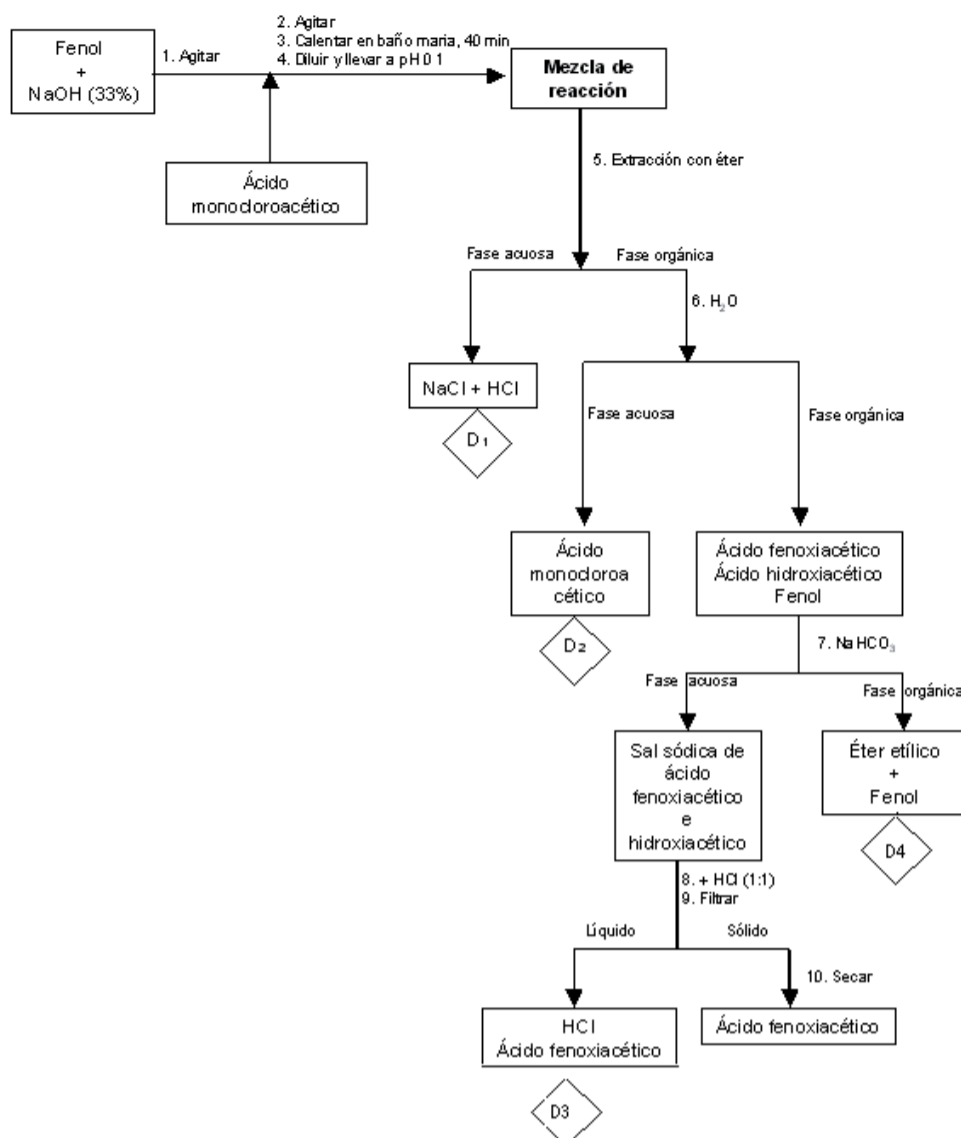 Fenol
+
NaOH (33%)
1. Agitar
2. Agitar
3. Calentar en baño maria, 40 min
4. Diluir y llevar a pH 0 1
Mezcla de
reacción
Ácido
monocloroacético
5. Extracción con éter
Fase acuosa
Fase orgánica
6. H₂O
NaCl + HCl
D₁
Fase acuosa
Fase orgánica
Ácido
monocloroa
cético
D₂
Ácido fenoxiacético
Ácido hidroxiacético
Fenol
7. NaHCO₃
Fase acuosa
Fase orgánica
Sal sódica de
ácido
fenoxiacético
e
hidroxiacético
Éter etílico
+
Fenol
D4
8. + HCl (1:1)
9. Filtrar
Líquido
Sólido
10. Secar
HCl
Ácido fenoxiacético
Ácido fenoxiacético
D3